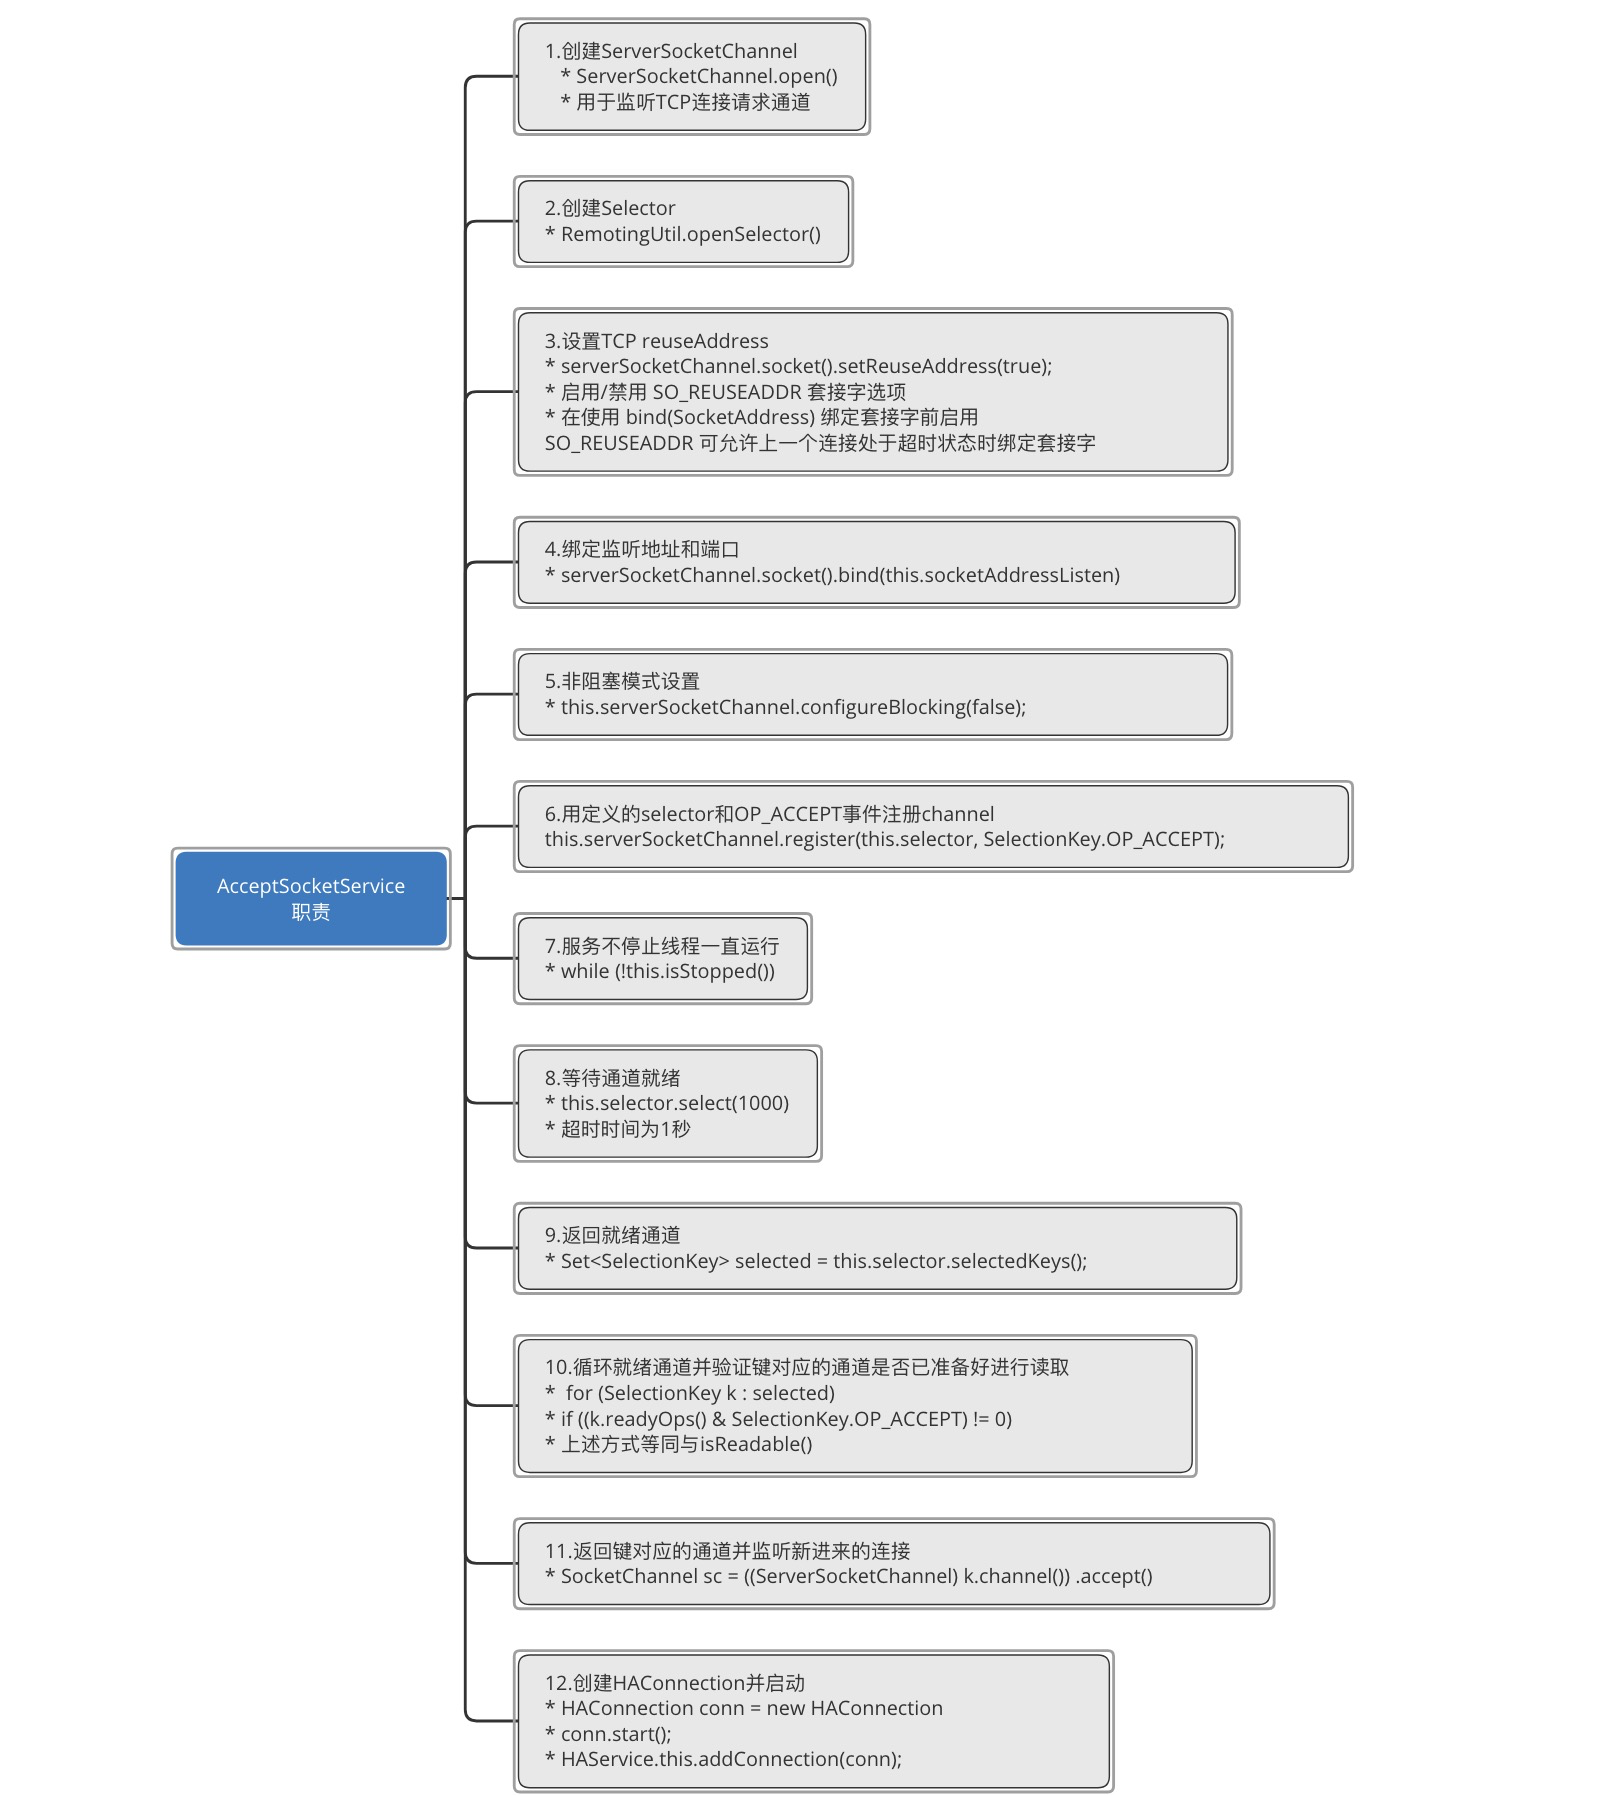 1.创建ServerSocketChannel
* ServerSocketChannel.open()
* 用于监听TCP连接请求通道
2.创建Selector
* RemotingUtil.openSelector()
3.设置TCP reuseAddress
* serverSocketChannel.socket().setReuseAddress(true);
* 启用/禁用 SO_REUSEADDR 套接字选项
* 在使用 bind(SocketAddress) 绑定套接字前启用
SO_REUSEADDR 可允许上一个连接处于超时状态时绑定套接字
4.绑定监听地址和端口
* serverSocketChannel.socket().bind(this.socketAddressListen)
5.非阻塞模式设置
* this.serverSocketChannel.configureBlocking(false);
6.用定义的selector和OP_ACCEPT事件注册channel
this.serverSocketChannel.register(this.selector, SelectionKey.OP_ACCEPT);
AcceptSocketService
职责
7.服务不停止线程一直运行
* while (!this.isStopped())
8.等待通道就绪
* this.selector.select(1000)
* 超时时间为1秒
9.返回就绪通道
* Set<SelectionKey> selected = this.selector.selectedKeys();
10.循环就绪通道并验证键对应的通道是否已准备好进行读取
*  for (SelectionKey k : selected)
* if ((k.readyOps() & SelectionKey.OP_ACCEPT) != 0)
* 上述方式等同与isReadable()
11.返回键对应的通道并监听新进来的连接
* SocketChannel sc = ((ServerSocketChannel) k.channel()) .accept()
12.创建HAConnection并启动
* HAConnection conn = new HAConnection
* conn.start();
* HAService.this.addConnection(conn);